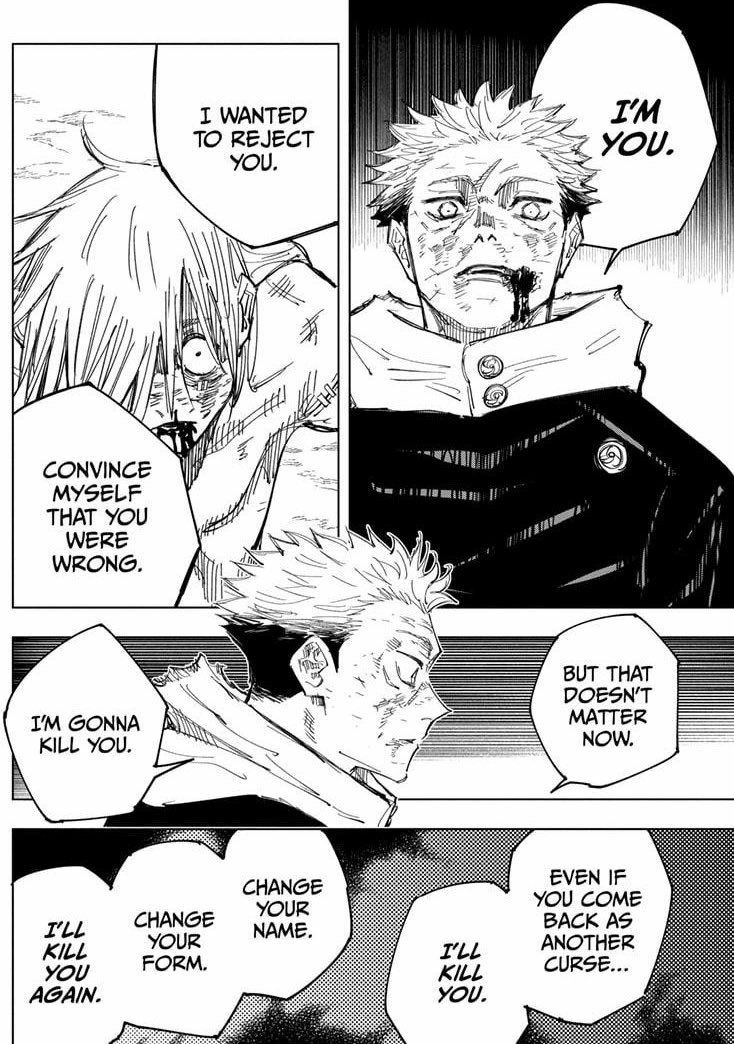 I'M
YOU.
I WANTED
TO REJECT
YOU.
CONVINCE
MYSELF
THAT YOU
WERE
WRONG.
BUT THAT
DOESN'T
MATTER
NOW.
I'M GONNA
KILL YOU.
EVEN IF
YOU COME
BACK AS
ANOTHER
CURSE...
I'LL
KILL
YOU.
CHANGE
YOUR
NAME.
CHANGE
YOUR
FORM.
I'LL
KILL
YOU
AGAIN.